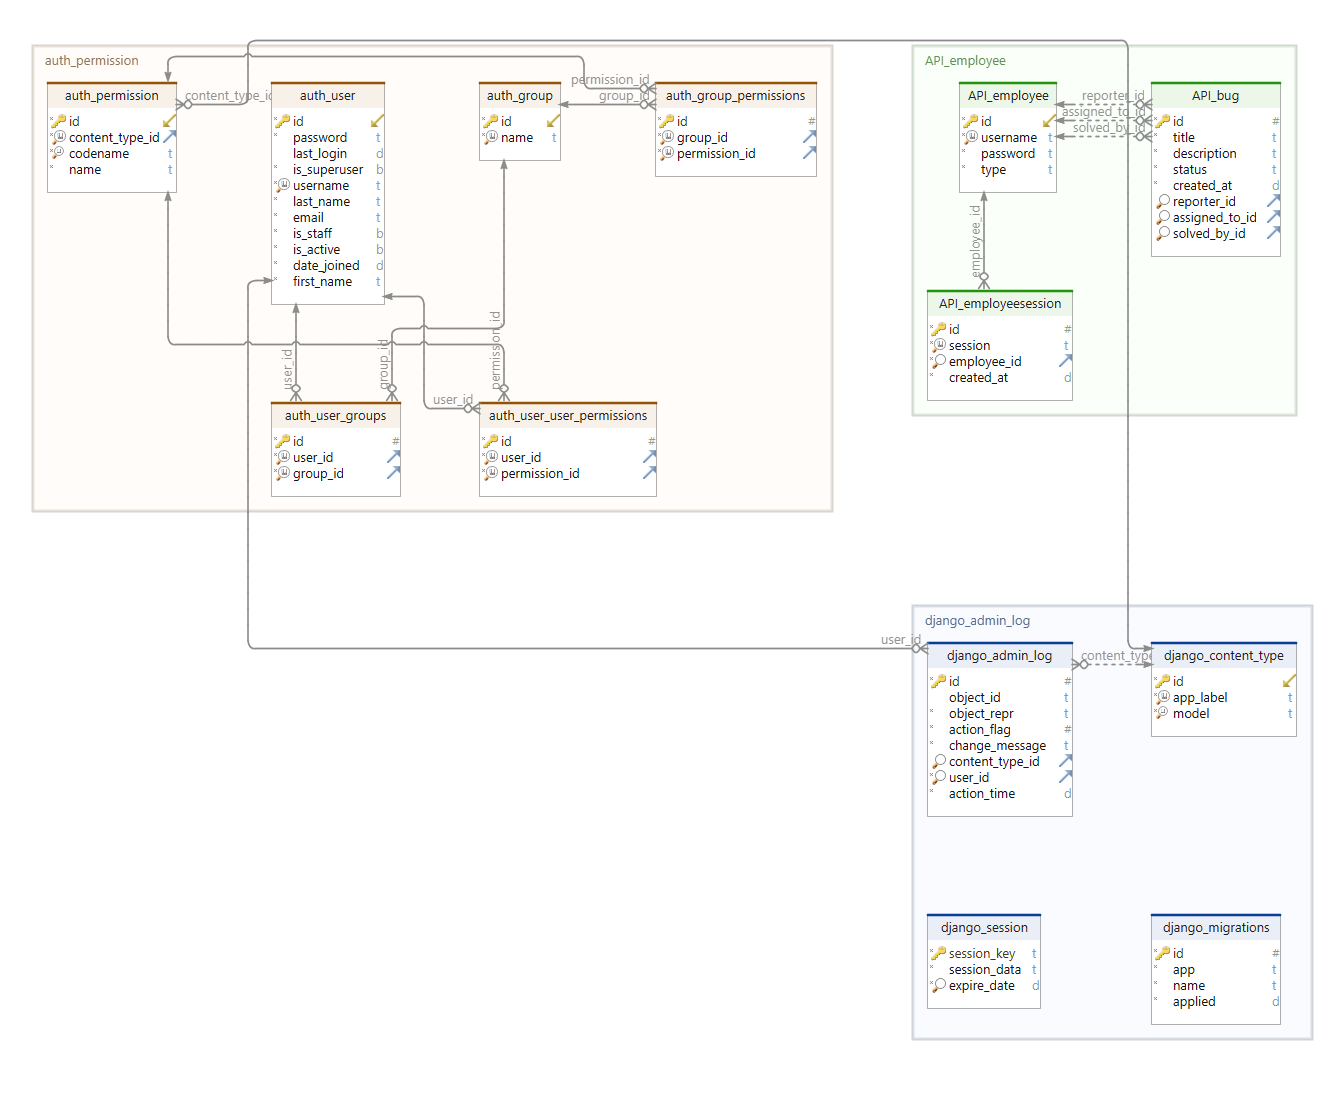 auth_permission
auth_permission
id
content_type_id
codename t
name t
content_type_id
auth_user
id
password t
last_login d
is_superuser b
username t
last_name t
email t
is_staff b
is_active b
date_joined d
first_name t
auth_group
id
name t
permission_id
group_id
auth_group_permissions
id #
group_id
permission_id
user_id
group_id
permission_id
user_id
auth_user_groups
id #
user_id
group_id
auth_user_user_permissions
id #
user_id
permission_id
API_employee
API_employee
id
username t
password t
type t
reporter_id
assigned_to_id
solved_by_id
API_bug
id #
title t
description t
status t
created_at d
reporter_id
assigned_to_id
solved_by_id
employee_id
API_employeesession
id #
session t
employee_id
created_at d
django_admin_log
user_id
django_admin_log
id #
object_id t
object_repr t
action_flag #
change_message t
content_type_id
user_id
action_time d
content_type
django_content_type
id
app_label t
model t
django_session
session_key t
session_data t
expire_date d
django_migrations
id #
app t
name t
applied d